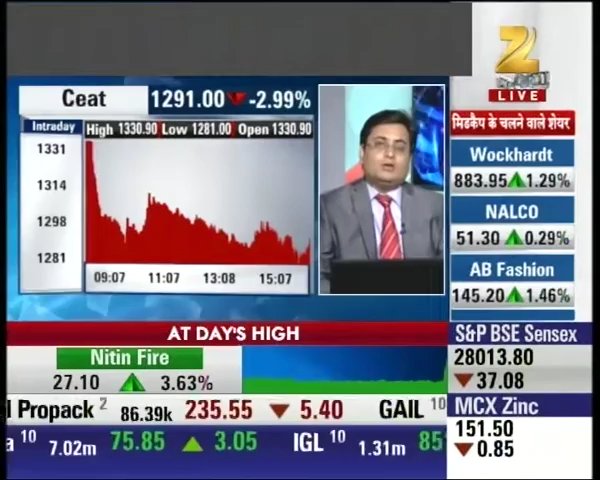 Z
LIVE
Ceat 1291.00 -2.99%
Intraday High 1330.90 Low 1281.00 Open 1330.90
1331
1314
1298
1281
09:07 11:07 13:08 15:07
मिडकैप के चलने वाले शेयर
Wockhardt
883.95 1.29%
NALCO
51.30 0.29%
AB Fashion
145.20 1.46%
AT DAY'S HIGH
Nitin Fire
27.10 3.63%
S&P BSE Sensex
28013.80
37.08
MCX Zinc
151.50
0.85
l Propack 2 86.39k 235.55 5.40 GAIL 10
a 10 7.02m 75.85 3.05 IGL 10 1.31m 85